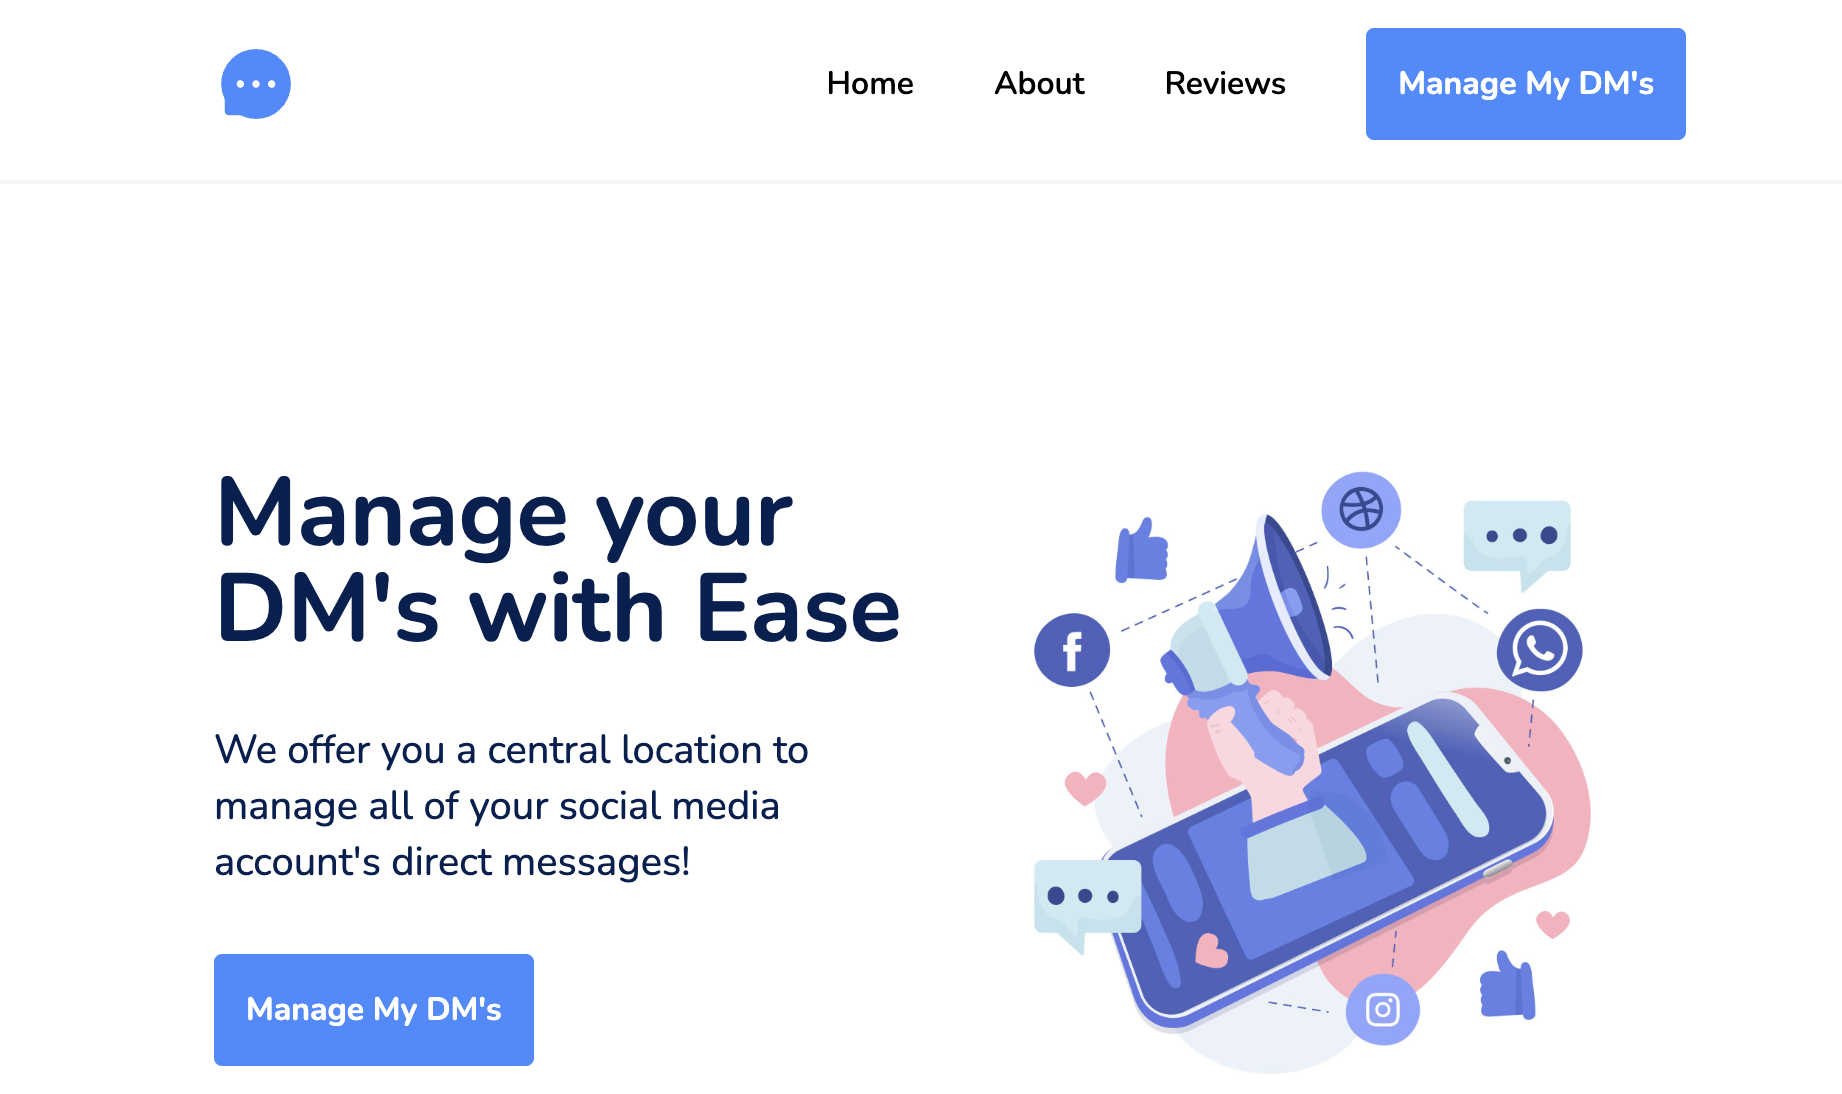 Home About Reviews Manage My DM's
Manage your
DM's with Ease
We offer you a central location to
manage all of your social media
account's direct messages!
Manage My DM's